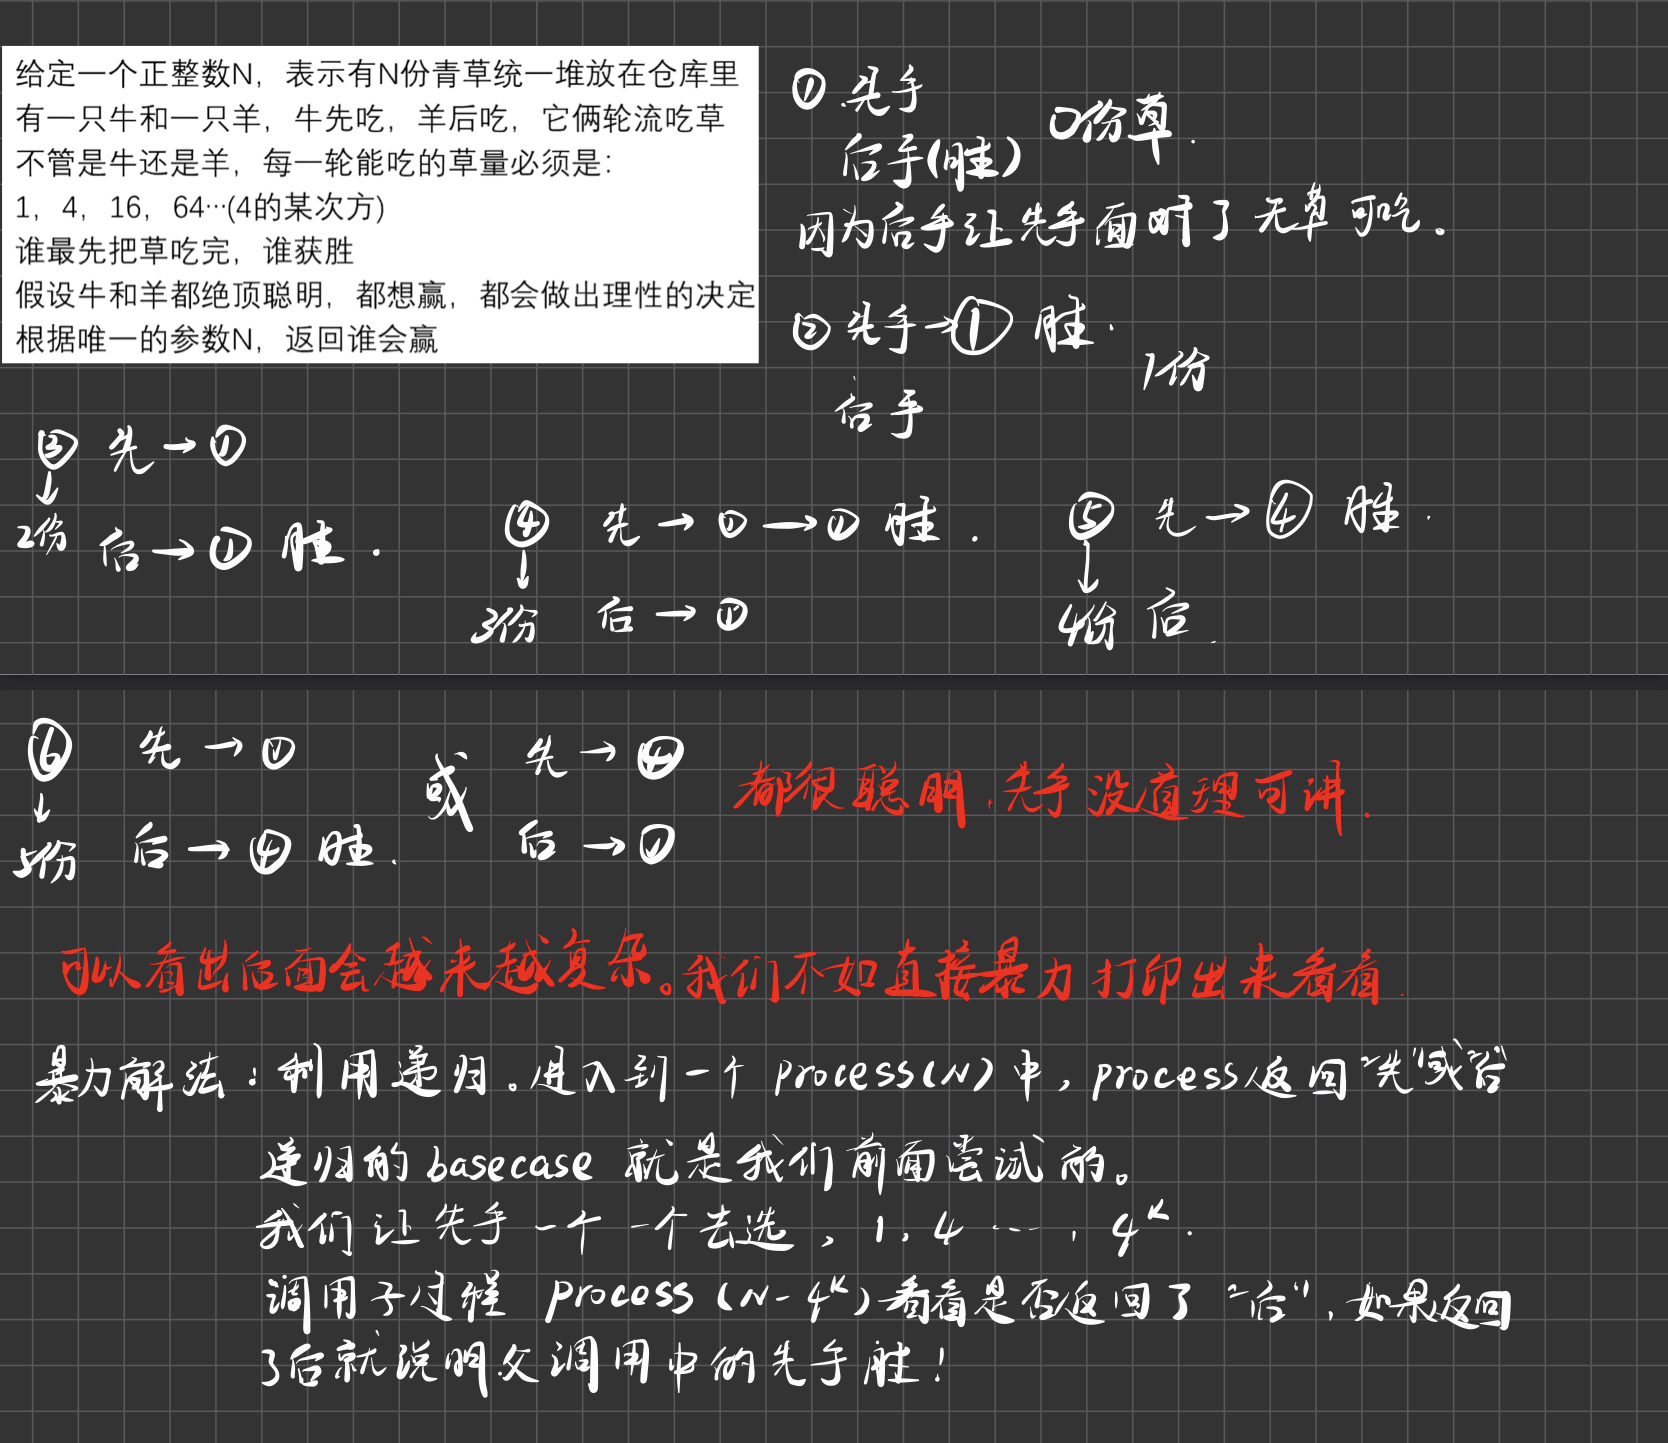 给定一个正整数N，表示有N份青草统一堆放在仓库里
有一只牛和一只羊，牛先吃，羊后吃，它俩轮流吃草
不管是牛还是羊，每一轮能吃的草量必须是：
1，4，16，64…(4的某次方)
谁最先把草吃完，谁获胜
假设牛和羊都绝顶聪明，都想赢，都会做出理性的决定
根据唯一的参数N，返回谁会赢
① 先手
后手(胜) 0份草.
因为后手让先手面对了无草可吃。
② 先手→① 胜.
1份
后手
③ 先→①
↓
2份 后→① 胜.
④ 先→①→① 胜.
↓
3份 后→①
⑤ 先→④ 胜.
↓
4份 后.
⑥ 先→①
↓
5份 后→④ 胜.
或
先→④
后→①
都很聪明,先手没道理可讲.
可以看出后面会越来越复杂。我们不如直接暴力打印出来看看.
暴力解法：利用递归。进入到一个process(N)中，process返回"先"或"后"
递归的basecase就是我们前面尝试的。
我们让先手一个一个去选，1，4 …，4^K.
调用子过程 process(N-4^K)看看是否返回了"后"，如果返回
了后就说明父调用中的先手胜！